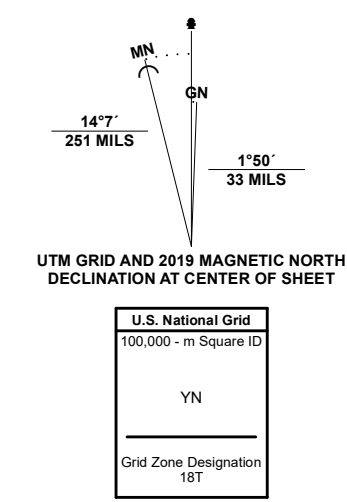 MN
GN
14°7´
251 MILS
1°50´
33 MILS
UTM GRID AND 2019 MAGNETIC NORTH
DECLINATION AT CENTER OF SHEET
U.S. National Grid
100,000 - m Square ID
YN
Grid Zone Designation
18T